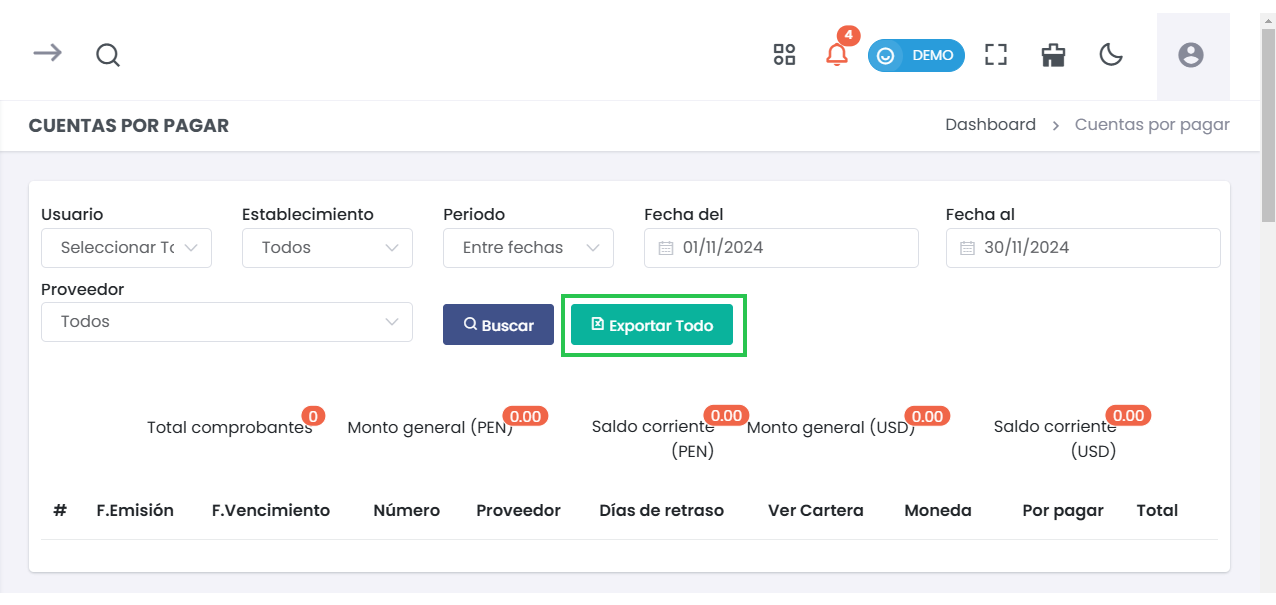 4
DEMO
CUENTAS POR PAGAR
Dashboard > Cuentas por pagar
Usuario Establecimiento Periodo Fecha del Fecha al
Seleccionar Tc Todos Entre fechas 01/11/2024 30/11/2024
Proveedor
Todos
Buscar Exportar Todo
Total comprobantes 0 Monto general (PEN) 0.00 Saldo corriente (PEN) 0.00 Monto general (USD) 0.00 Saldo corriente (USD) 0.00
# F.Emisión F.Vencimiento Número Proveedor Días de retraso Ver Cartera Moneda Por pagar Total